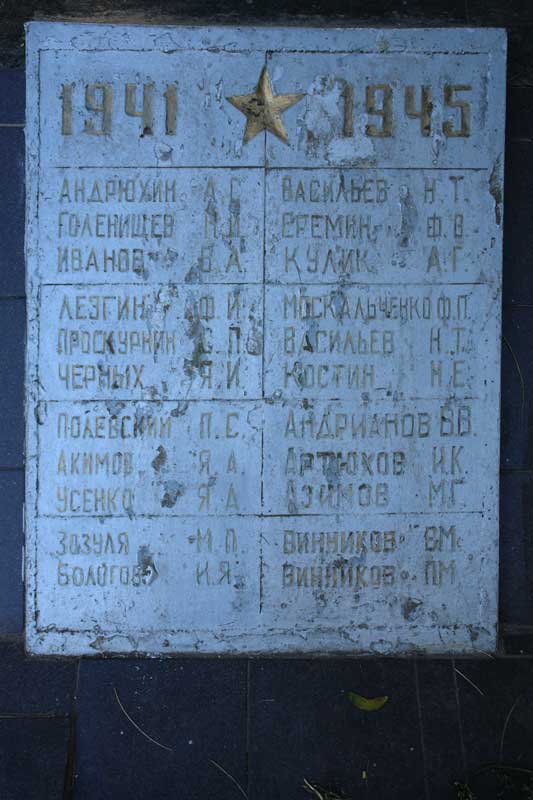 1941 1945
АНДРЮХИН А.С. ВАСИЛЬЕВ Н.Т.
ГОЛЕНИЩЕВ ЕРЕМИН Ф.В.
ИВАНОВ В.А. КУЛИК А.Г.
ЛЕЗГИН Ф.И. МОСКАЛЬЧЕНКО Ф.П.
ПРОСКУРНИН ВАСИЛЬЕВ Н.Т.
ЧЕРНЫХ Я.И. КОСТИН Н.Е.
ПОЛЕВСКИЙ П.С. АНДРИАНОВ Б.В.
АКИМОВ Я.А. АРТЮХОВ И.К.
УСЕНКО Я.Д. АЗИМОВ М.Г.
ЗОЗУЛЯ М.П. ВИННИКОВ Е.М.
БОЛОГОВ И.Я. ВИННИКОВ П.М.